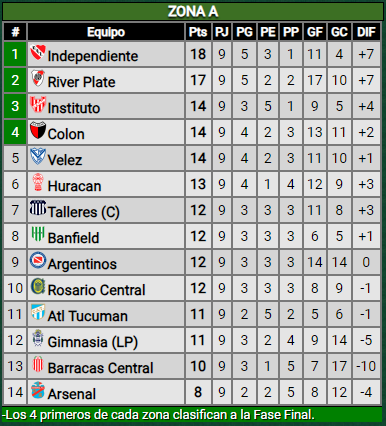 ZONA A
# Equipo Pts PJ PG PE PP GF GC DIF
1 Independiente 18 9 5 3 1 11 4 +7
2 River Plate 17 9 5 2 2 17 10 +7
3 Instituto 14 9 3 5 1 9 5 +4
4 Colon 14 9 4 2 3 13 11 +2
5 Velez 14 9 4 2 3 11 10 +1
6 Huracan 13 9 4 1 4 12 9 +3
7 Talleres (C) 12 9 3 3 3 11 8 +3
8 Banfield 12 9 3 3 3 6 5 +1
9 Argentinos 12 9 3 3 3 14 14 0
10 Rosario Central 12 9 3 3 3 8 9 -1
11 Atl Tucuman 11 9 2 5 2 5 6 -1
12 Gimnasia (LP) 11 9 3 2 4 9 14 -5
13 Barracas Central 10 9 3 1 5 7 17 -10
14 Arsenal 8 9 2 2 5 8 12 -4
-Los 4 primeros de cada zona clasifican a la Fase Final.